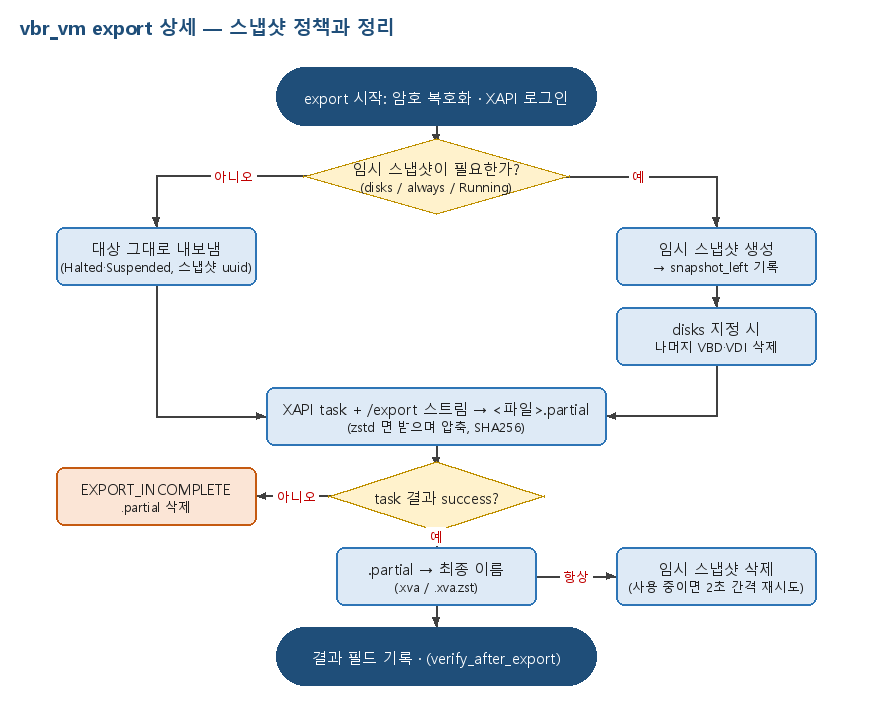 vbr_vm export 상세 — 스냅샷 정책과 정리
export 시작: 암호 복호화 · XAPI 로그인
임시 스냅샷이 필요한가?
(disks / always / Running)
아니오
예
대상 그대로 내보냄
(Halted·Suspended, 스냅샷 uuid)
임시 스냅샷 생성
→ snapshot_left 기록
disks 지정 시
나머지 VBD·VDI 삭제
XAPI task + /export 스트림 → <파일>.partial
(zstd 면 받으며 압축, SHA256)
task 결과 success?
아니오
EXPORT_INCOMPLETE
.partial 삭제
예
.partial → 최종 이름
(.xva / .xva.zst)
항상
임시 스냅샷 삭제
(사용 중이면 2초 간격 재시도)
결과 필드 기록 · (verify_after_export)